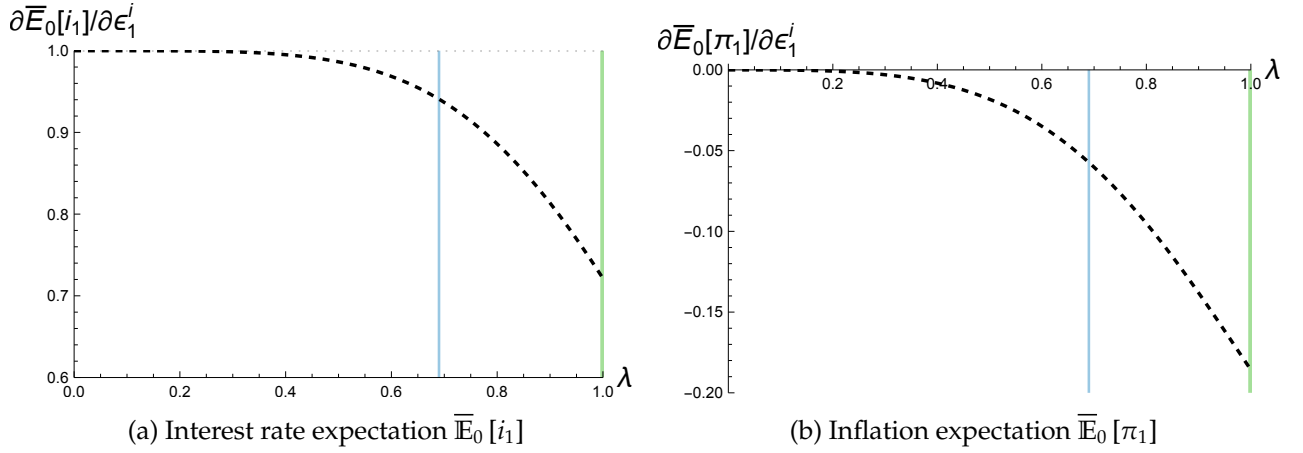 ∂Ē₀[i₁]/∂ϵ₁ⁱ
1.0
0.9
0.8
0.7
0.6
0.0 0.2 0.4 0.6 0.8 1.0 λ
(a) Interest rate expectation 𝔼̅₀ [i₁]
∂Ē₀[π₁]/∂ϵ₁ⁱ
0.00
0.2 0.4 0.6 0.8 1.0 λ
−0.05
−0.10
−0.15
−0.20
(b) Inflation expectation 𝔼̅₀ [π₁]